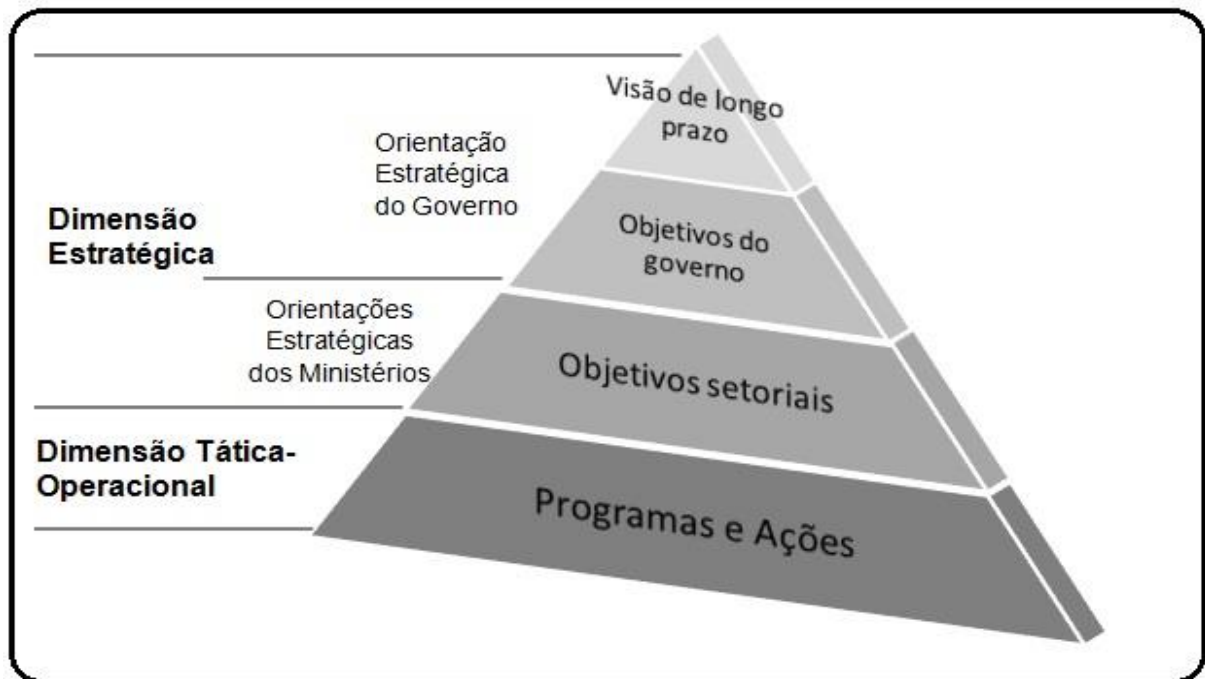 Visão de longo
prazo
Orientação
Estratégica
do Governo
Dimensão
Estratégica
Objetivos do
governo
Orientações
Estratégicas
dos Ministérios
Objetivos setoriais
Dimensão Tática-
Operacional
Programas e Ações